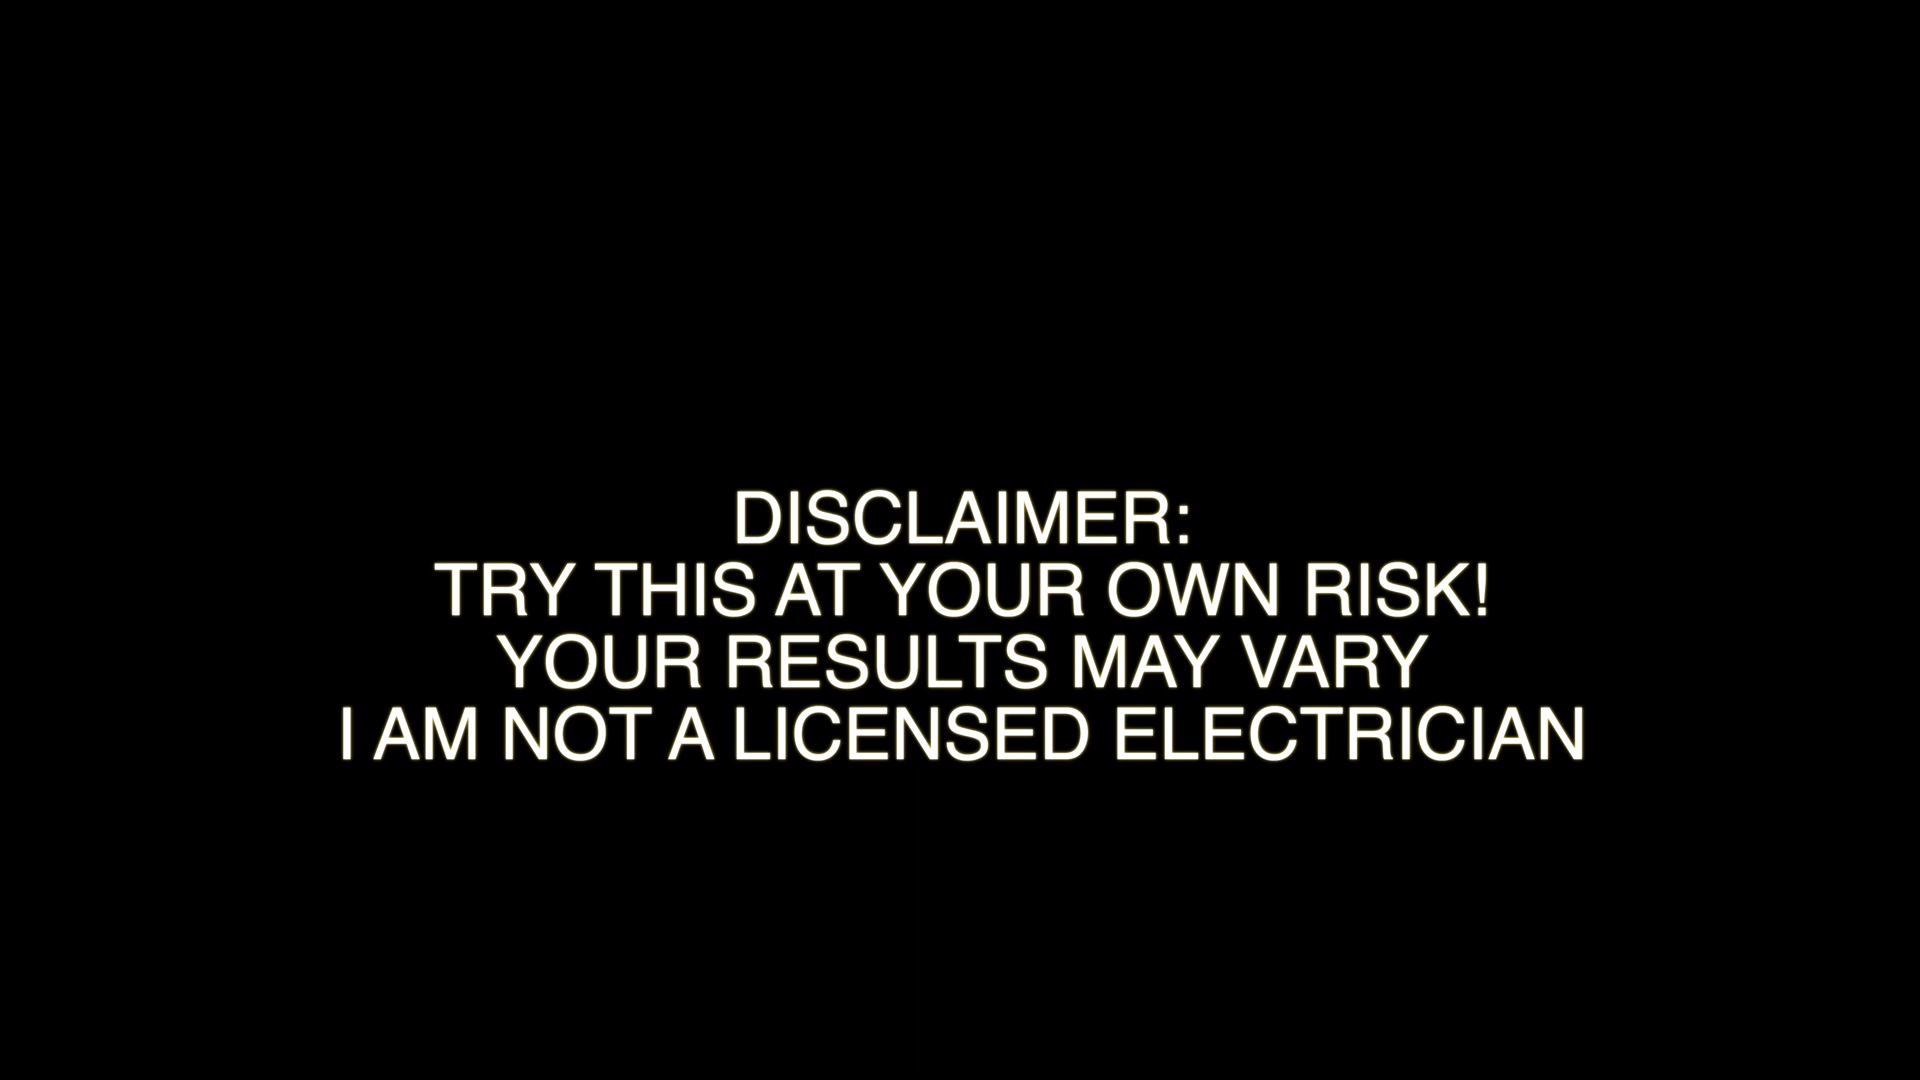 DISCLAIMER:
TRY THIS AT YOUR OWN RISK!
YOUR RESULTS MAY VARY
I AM NOT A LICENSED ELECTRICIAN